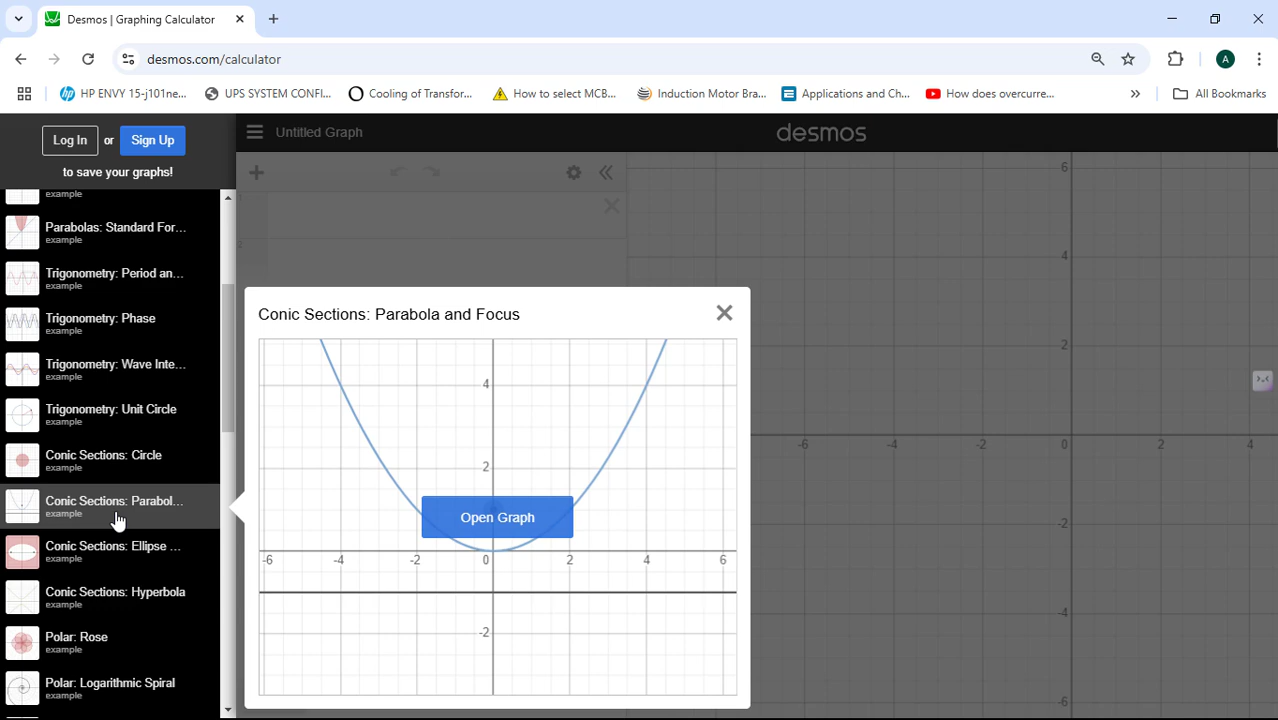 Desmos | Graphing Calculator
desmos.com/calculator
A
HP ENVY 15-j101ne...
UPS SYSTEM CONFI...
Cooling of Transfor...
How to select MCB...
Induction Motor Bra...
Applications and Ch...
How does overcurre...
All Bookmarks
Log In or Sign Up
to save your graphs!
Untitled Graph
desmos
example
Parabolas: Standard For...
example
Trigonometry: Period an...
example
Trigonometry: Phase
example
Trigonometry: Wave Inte...
example
Trigonometry: Unit Circle
example
Conic Sections: Circle
example
Conic Sections: Parabol...
example
Conic Sections: Ellipse ...
example
Conic Sections: Hyperbola
example
Polar: Rose
example
Polar: Logarithmic Spiral
example
1
2
Conic Sections: Parabola and Focus
4
2
Open Graph
-6 -4 -2 0 2 4 6
-2
6
4
2
-6 -4 -2 0 2 4
-2
-4
-6